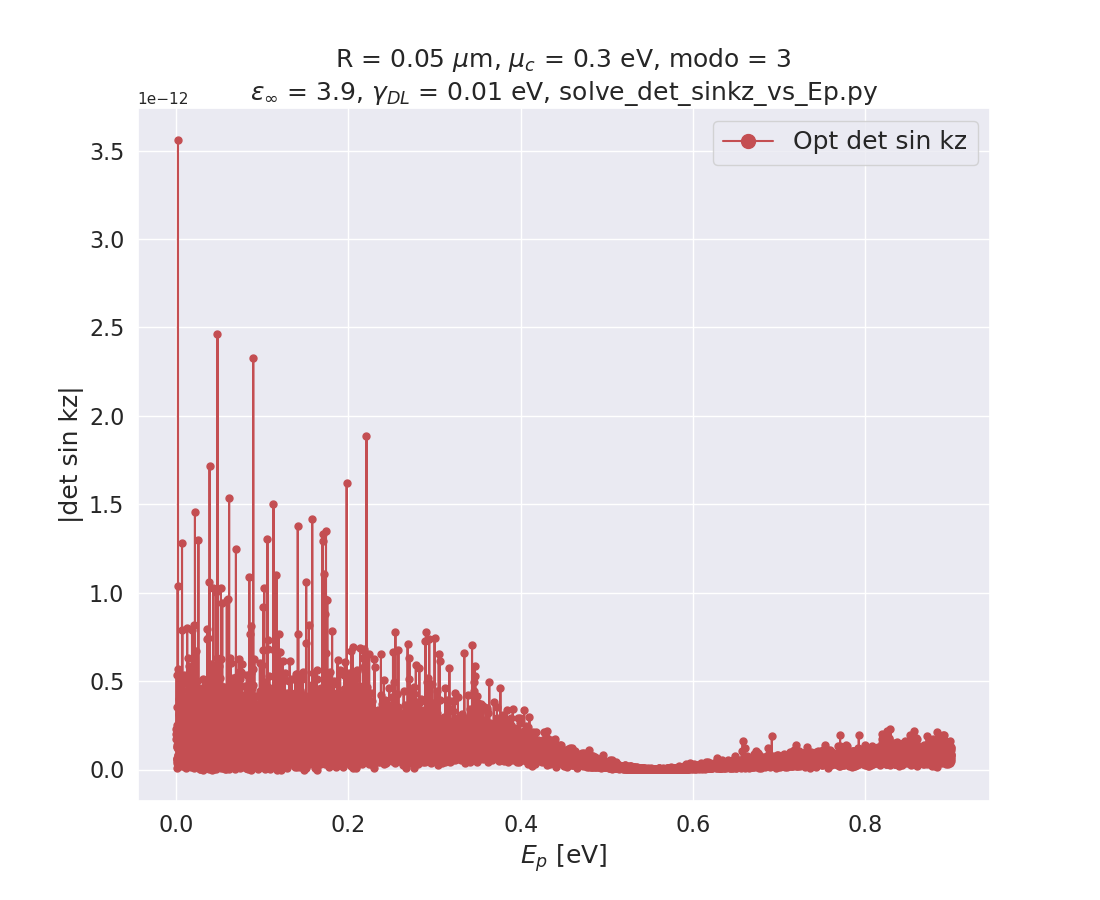 R = 0.05 μm, μ_c = 0.3 eV, modo = 3
ε_∞ = 3.9, γ_DL = 0.01 eV, solve_det_sinkz_vs_Ep.py
1e−12
Opt det sin kz
3.5
3.0
2.5
2.0
1.5
1.0
0.5
0.0
|det sin kz|
0.0 0.2 0.4 0.6 0.8
E_p [eV]